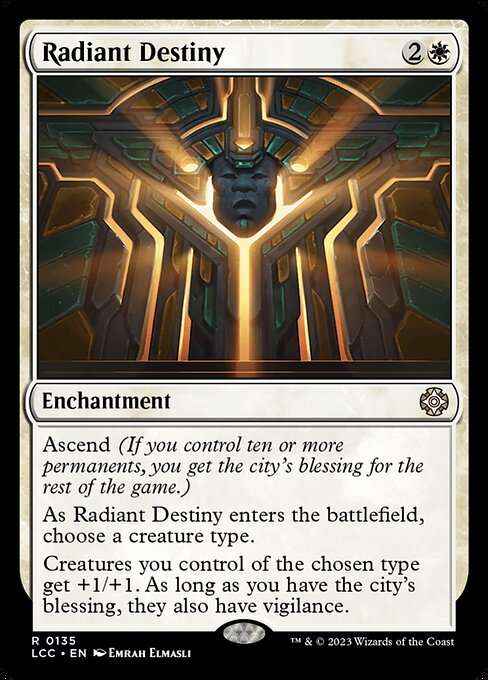 Radiant Destiny 2
Enchantment
Ascend (If you control ten or more
permanents, you get the city's blessing for the
rest of the game.)
As Radiant Destiny enters the battlefield,
choose a creature type.
Creatures you control of the chosen type
get +1/+1. As long as you have the city's
blessing, they also have vigilance.
R 0135
LCC • EN Emrah Elmasli
™ & © 2023 Wizards of the Coast